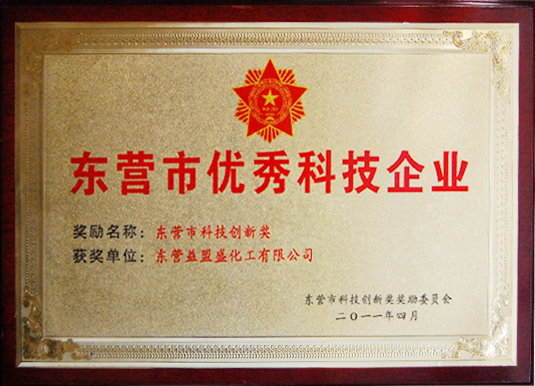 东营市优秀科技企业
奖励名称：东营市科技创新奖
获奖单位：东营益盟盛化工有限公司
东营市科技创新奖奖励委员会
二〇一一年四月